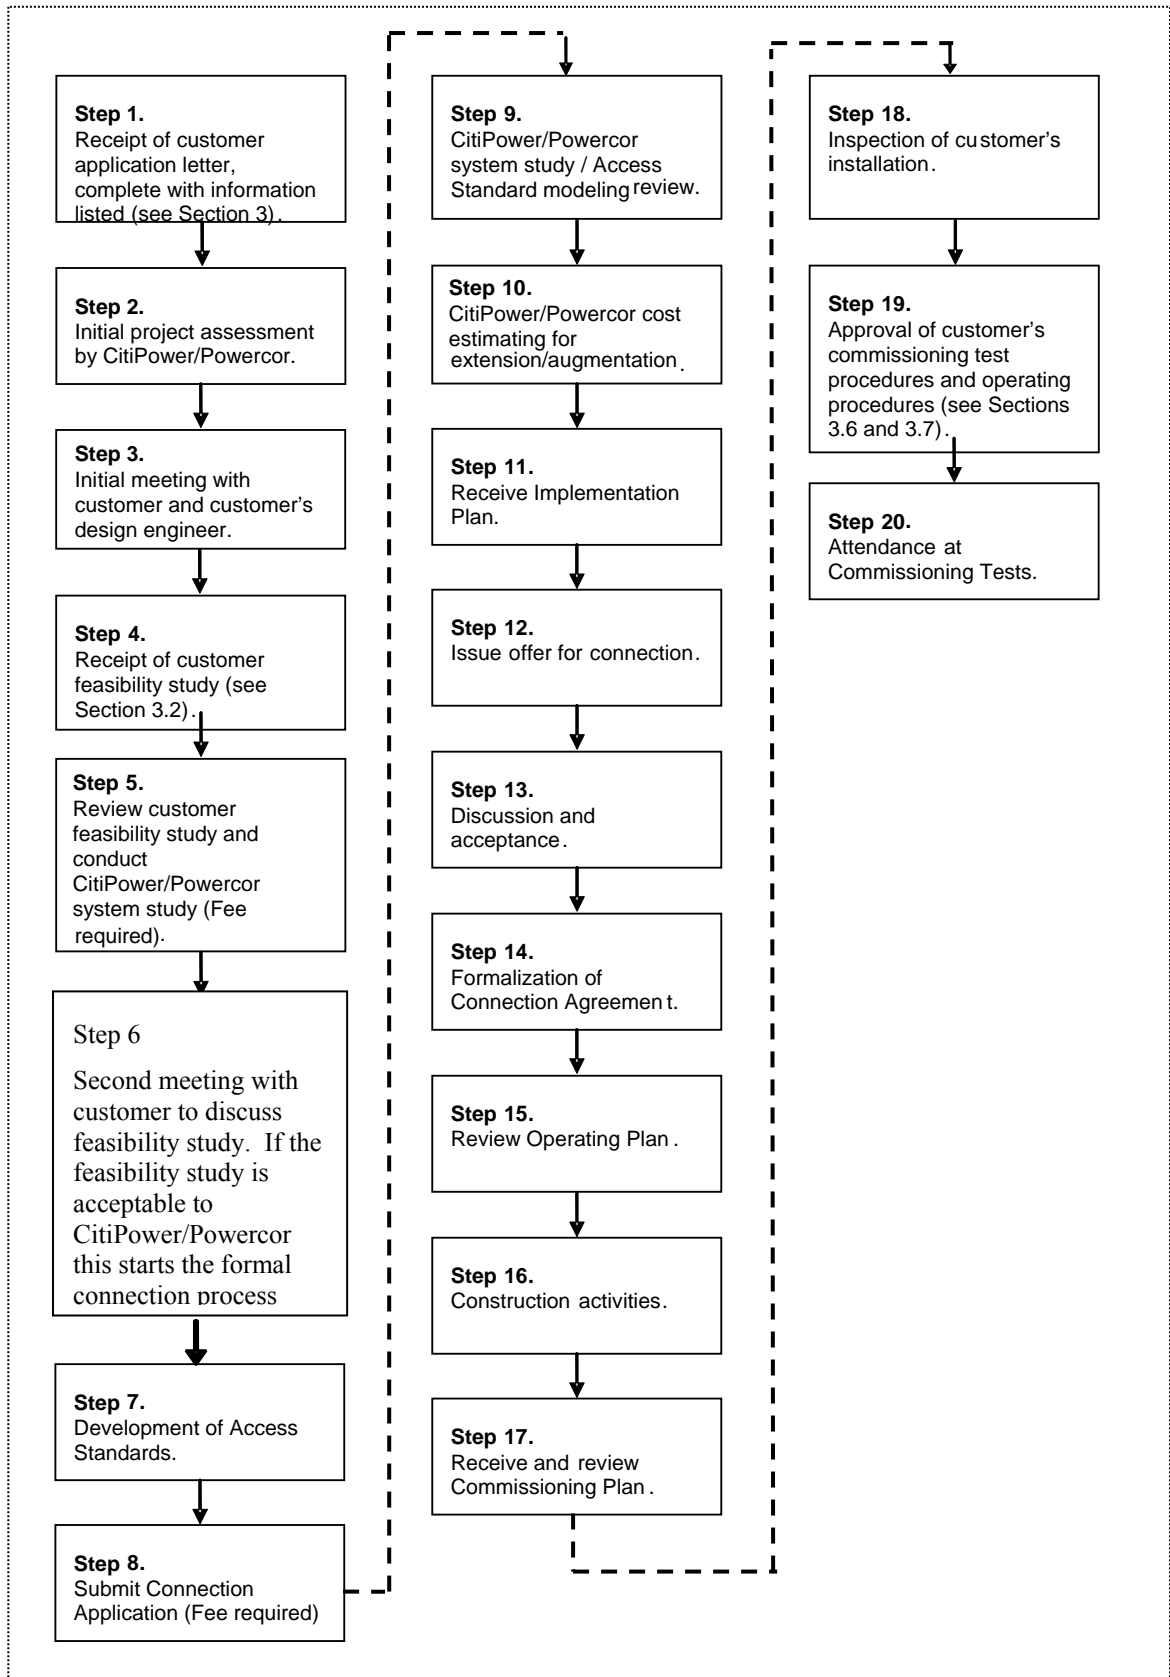 Step 1.
Receipt of customer
application letter,
complete with information
listed (see Section 3).
Step 2.
Initial project assessment
by CitiPower/Powercor.
Step 3.
Initial meeting with
customer and customer's
design engineer.
Step 4.
Receipt of customer
feasibility study (see
Section 3.2).
Step 5.
Review customer
feasibility study and
conduct
CitiPower/Powercor
system study (Fee
required).
Step 6
Second meeting with
customer to discuss
feasibility study. If the
feasibility study is
acceptable to
CitiPower/Powercor
this starts the formal
connection process
Step 7.
Development of Access
Standards.
Step 8.
Submit Connection
Application (Fee required)
Step 9.
CitiPower/Powercor
system study / Access
Standard modeling review.
Step 10.
CitiPower/Powercor cost
estimating for
extension/augmentation.
Step 11.
Receive Implementation
Plan.
Step 12.
Issue offer for connection.
Step 13.
Discussion and
acceptance.
Step 14.
Formalization of
Connection Agreement.
Step 15.
Review Operating Plan.
Step 16.
Construction activities.
Step 17.
Receive and review
Commissioning Plan.
Step 18.
Inspection of customer's
installation.
Step 19.
Approval of customer's
commissioning test
procedures and operating
procedures (see Sections
3.6 and 3.7).
Step 20.
Attendance at
Commissioning Tests.